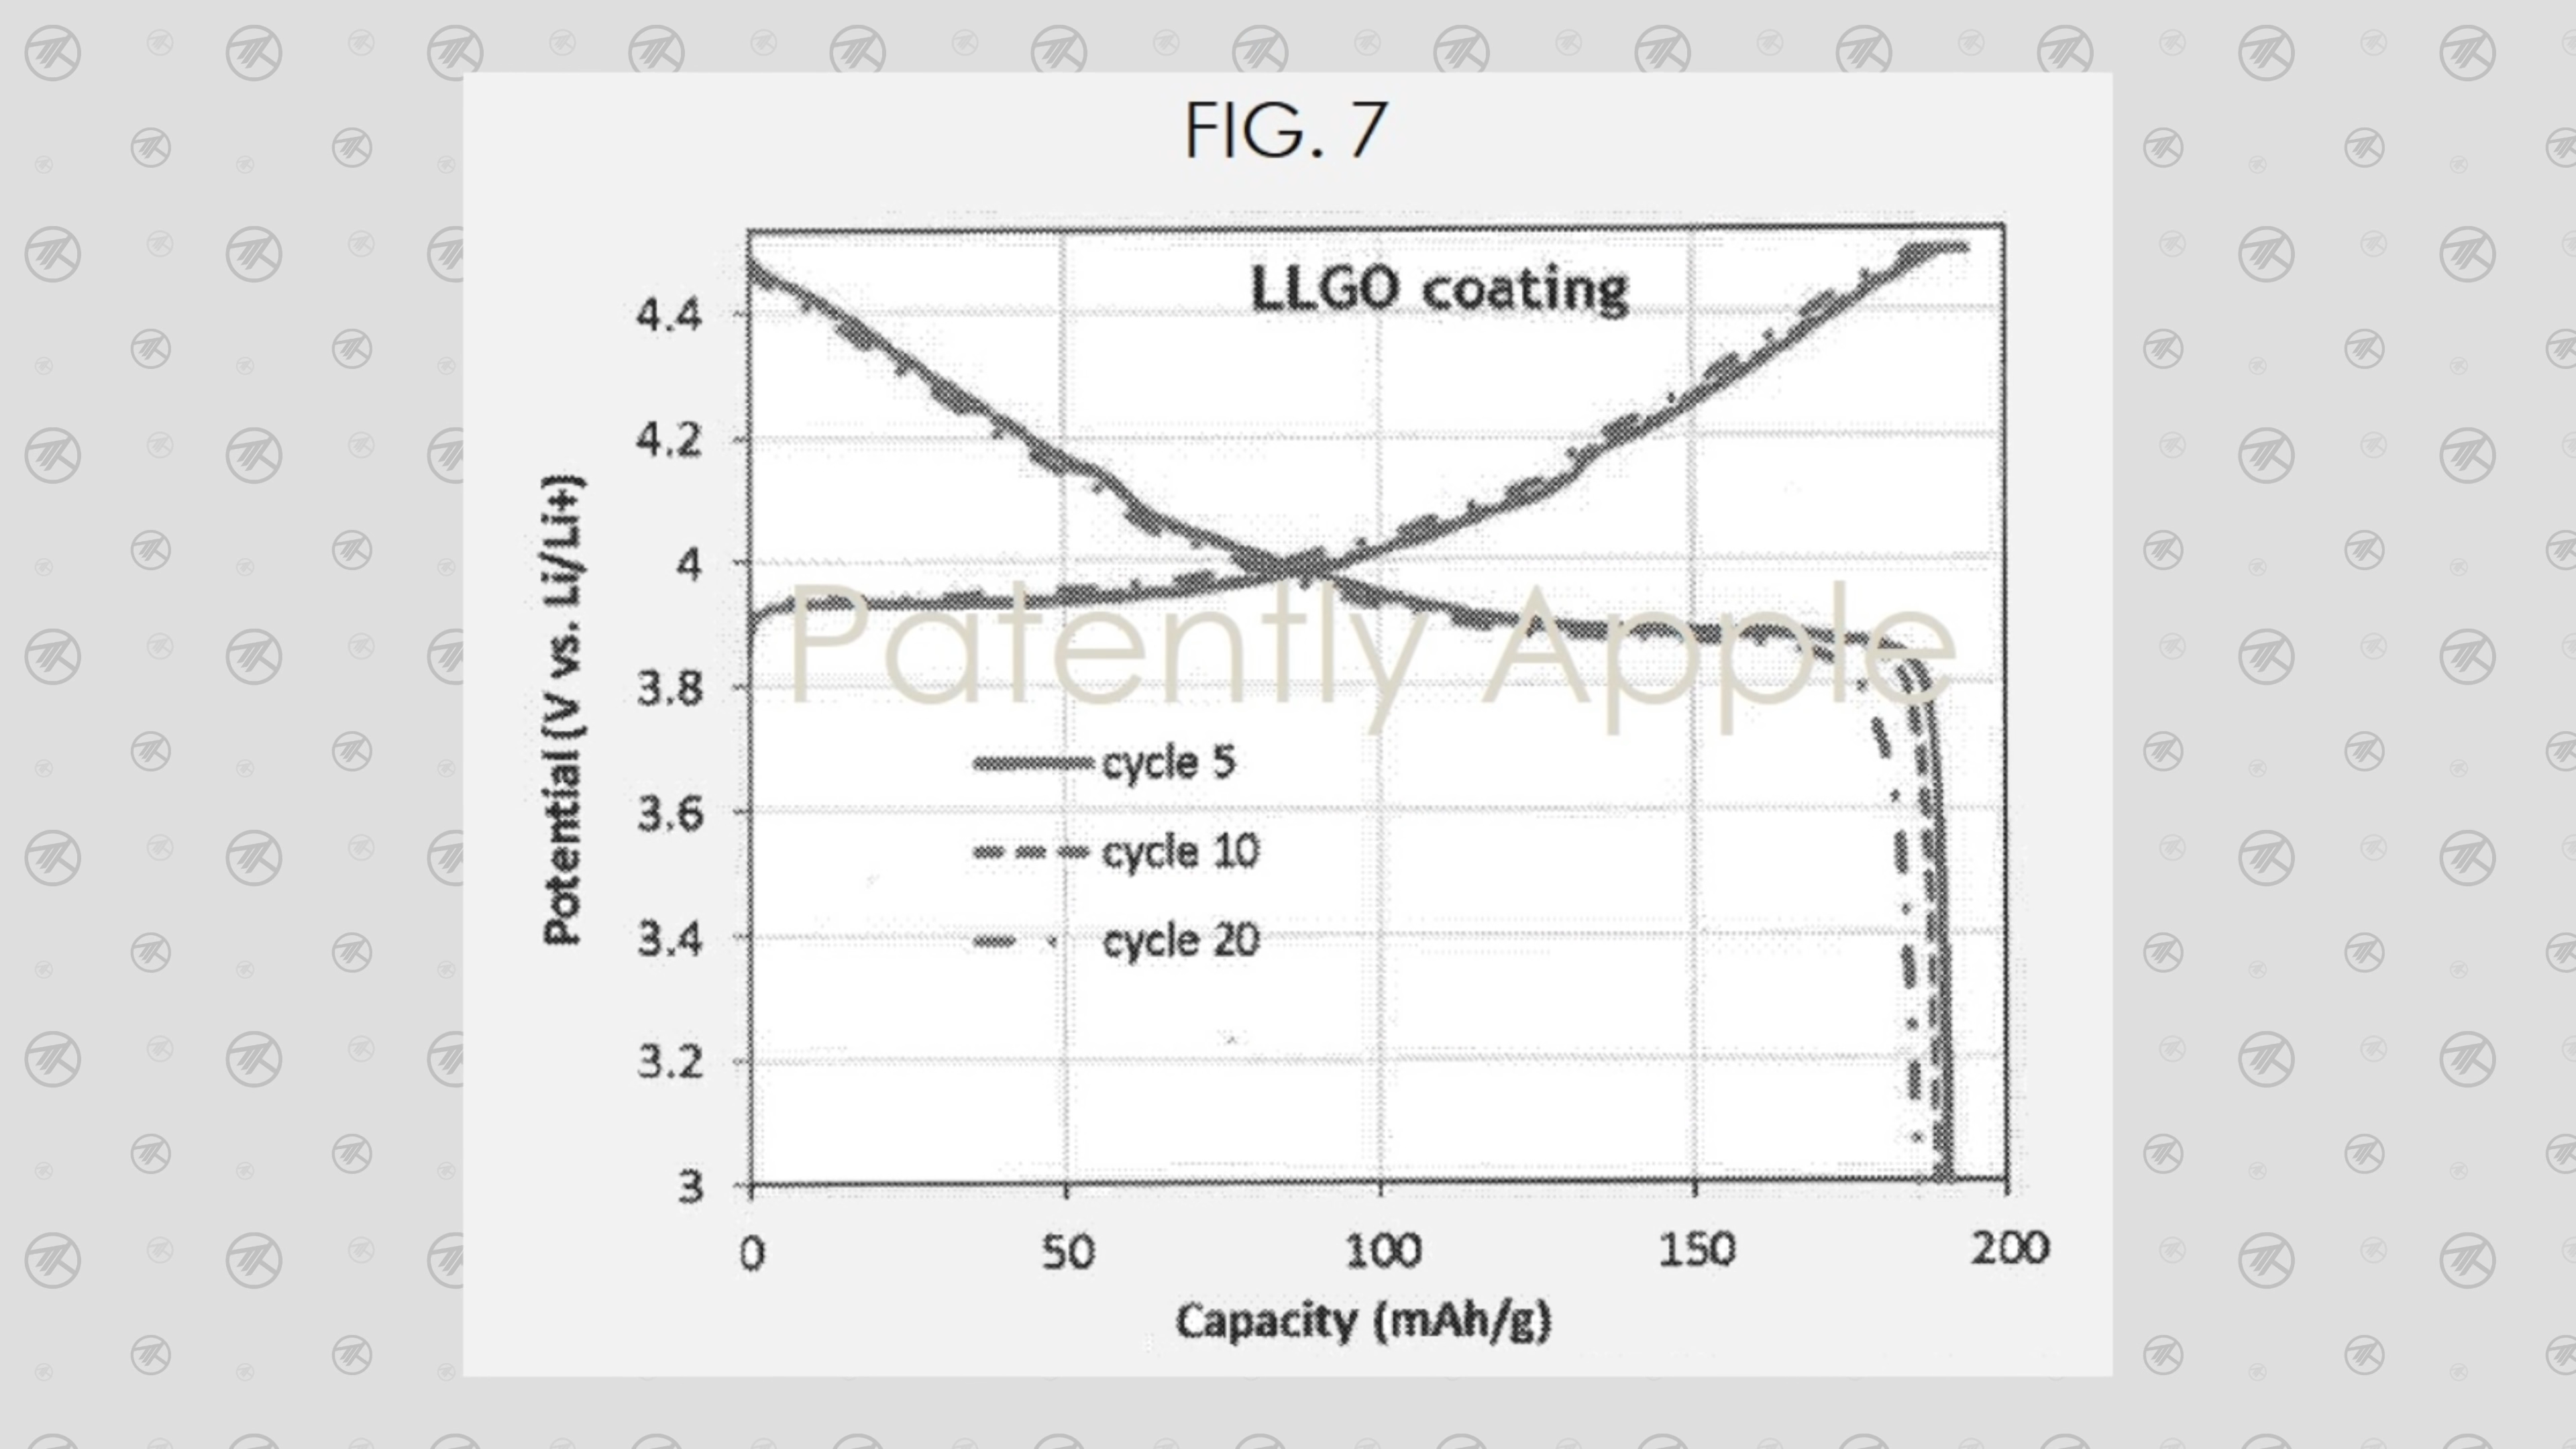 FIG. 7
LLGO coating
4.4
4.2
4
3.8
3.6
3.4
3.2
3
Potential (V vs. Li/Li+)
Patently Apple
cycle 5
cycle 10
cycle 20
0 50 100 150 200
Capacity (mAh/g)